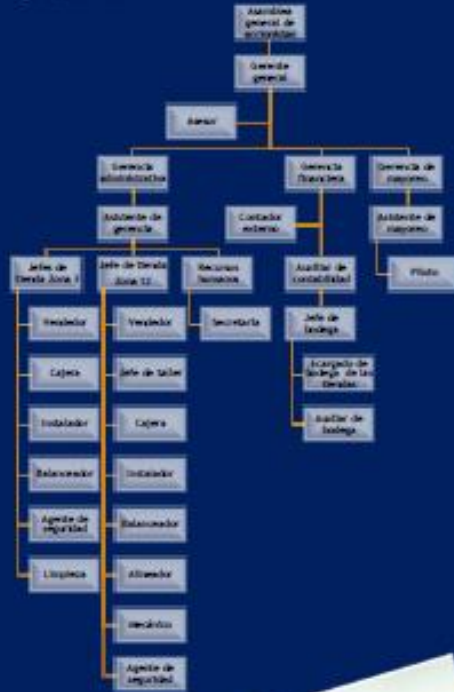 Asamblea
general de
accionistas
Gerente
general
Asesor
Gerencia
administrativa
Gerencia
financiera
Gerencia de
mayoreo
Asistente de
gerencia
Contador
externo
Asistente de
mayoreo
Jefes de
tienda Zona
Jefe de tienda
Zona 12
Recursos
humanos
Auxiliar de
contabilidad
Piloto
Vendedor
Vendedor
Secretaria
Jefe de
bodega
Cajera
Jefe de taller
Encargado de
bodega de las
tiendas
Instalador
Cajera
Auxiliar de
bodega
Balanceador
Instalador
Agente de
seguridad
Balanceador
Limpieza
Alineador
Mecánico
Agente de
seguridad